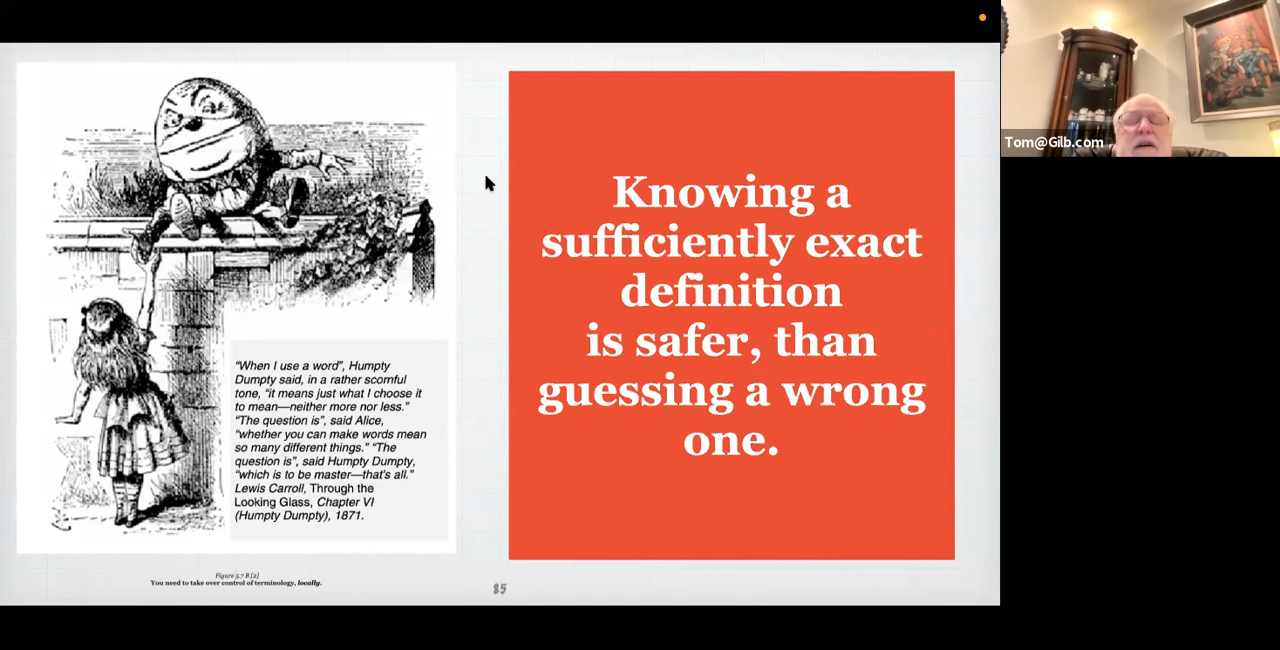 "When I use a word", Humpty
Dumpty said, in a rather scornful
tone, "it means just what I choose it
to mean—neither more nor less."
"The question is", said Alice,
"whether you can make words mean
so many different things." "The
question is", said Humpty Dumpty,
"which is to be master—that's all."
Lewis Carroll, Through the
Looking Glass, Chapter VI
(Humpty Dumpty), 1871.
Figure 5.7 B [2]
You need to take over control of terminology, locally.
Knowing a
sufficiently exact
definition
is safer, than
guessing a wrong
one.
85
Tom@Gilb.com